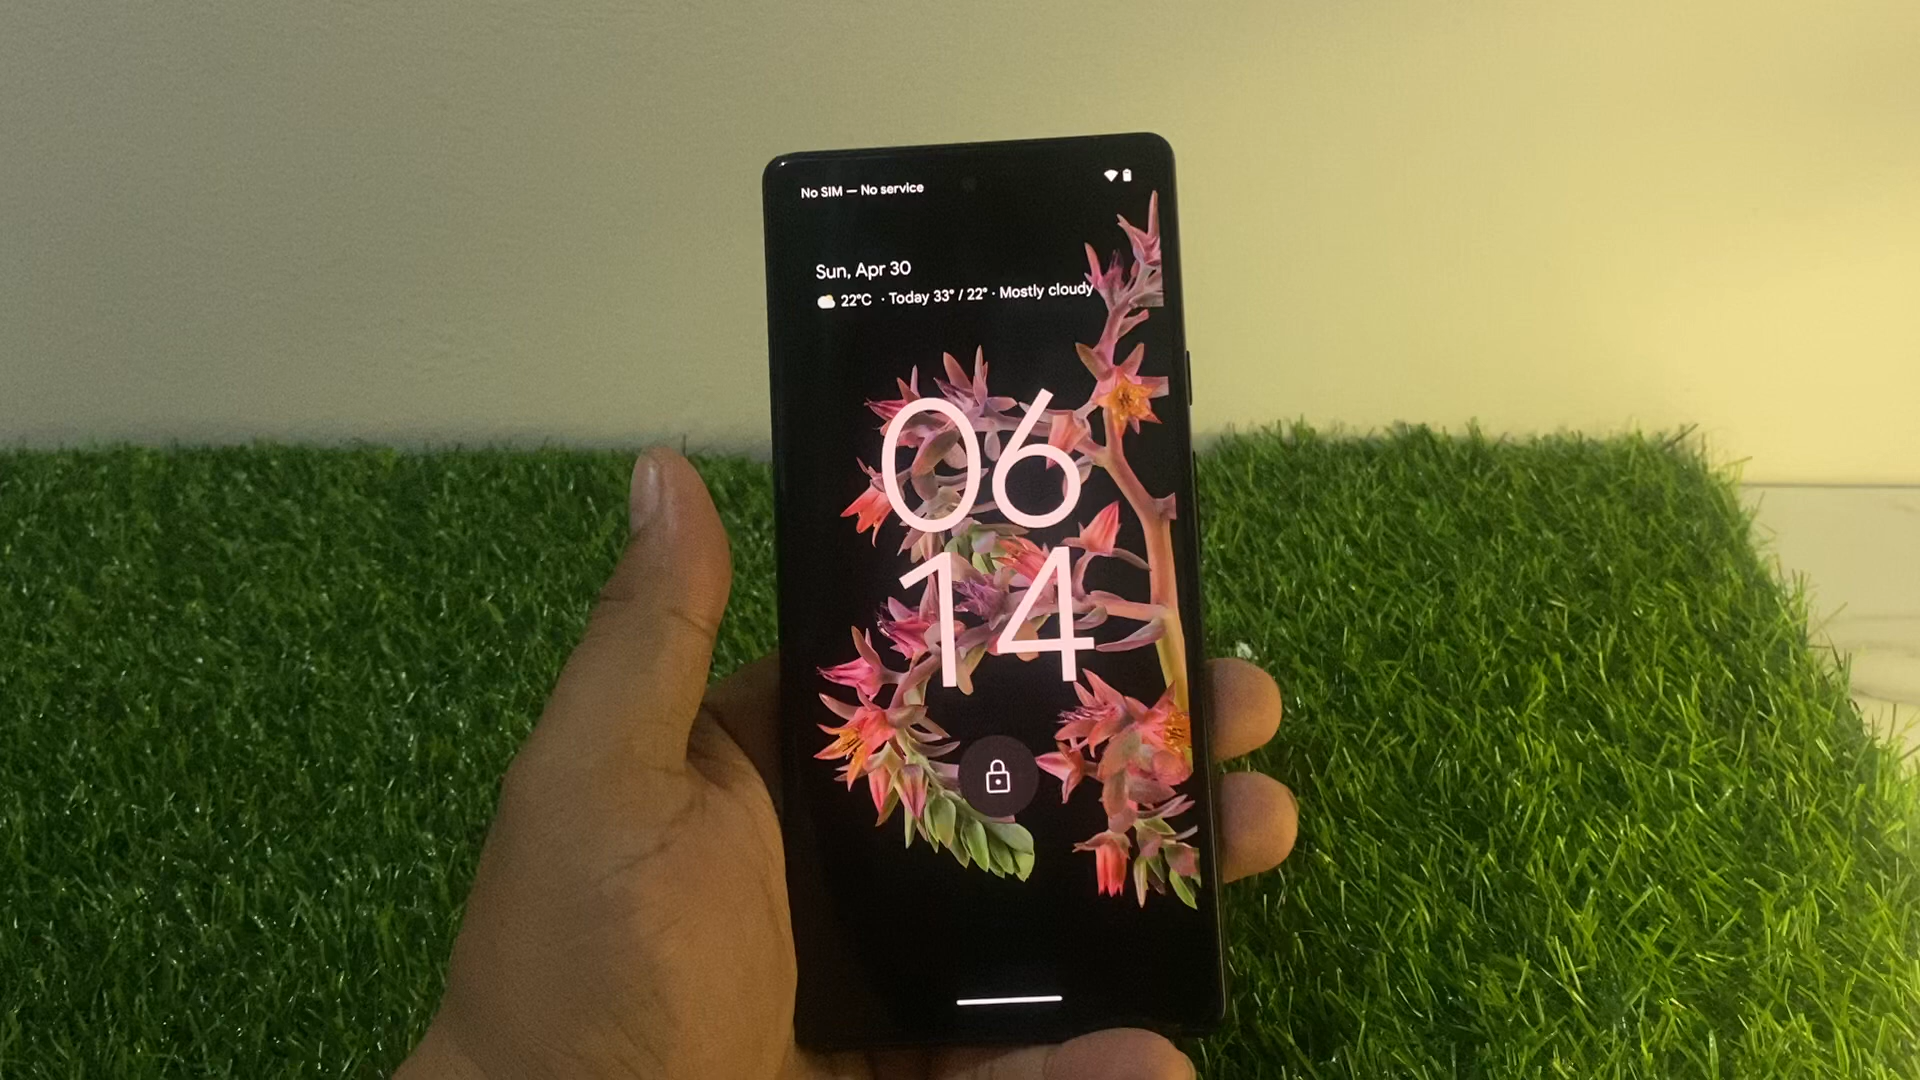 No SIM — No service
Sun, Apr 30
22°C · Today 33° / 22° · Mostly cloudy
06
14